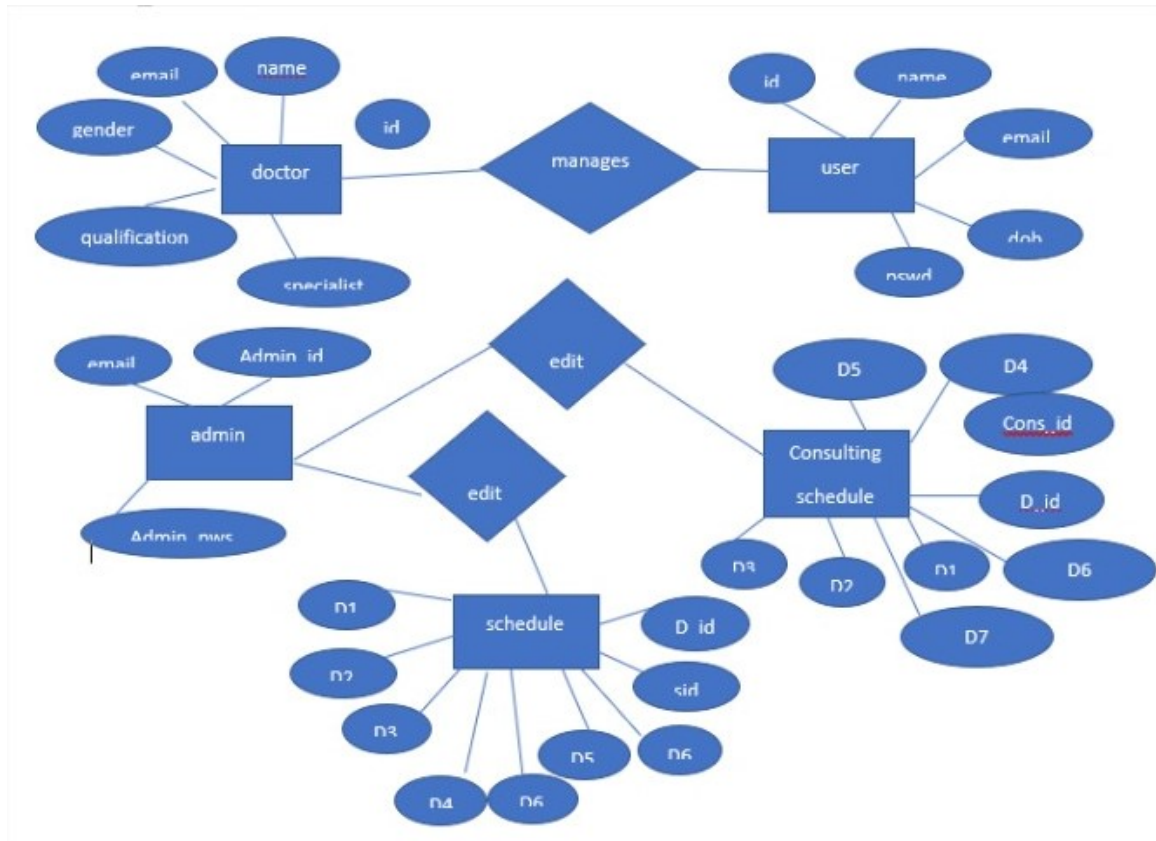 email
name
gender
id
doctor
qualification
specialist
manages
id
name
email
user
dob
pswd
email
Admin_id
admin
Admin_pws
edit
edit
D5
D4
Cons_id
Consulting
schedule
D_id
D3
D2
D1
D6
D7
D1
schedule
D_id
D2
sid
D3
D5
D6
D4
D6